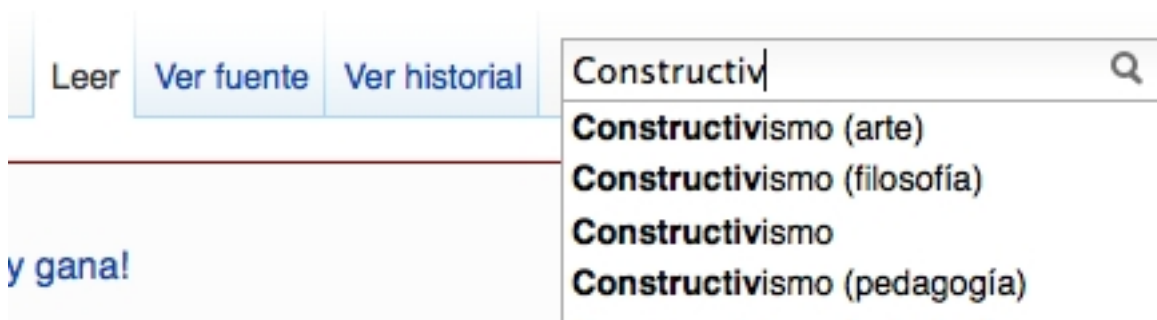 Leer Ver fuente Ver historial
Constructiv
Constructivismo (arte)
Constructivismo (filosofía)
Constructivismo
Constructivismo (pedagogía)
y gana!